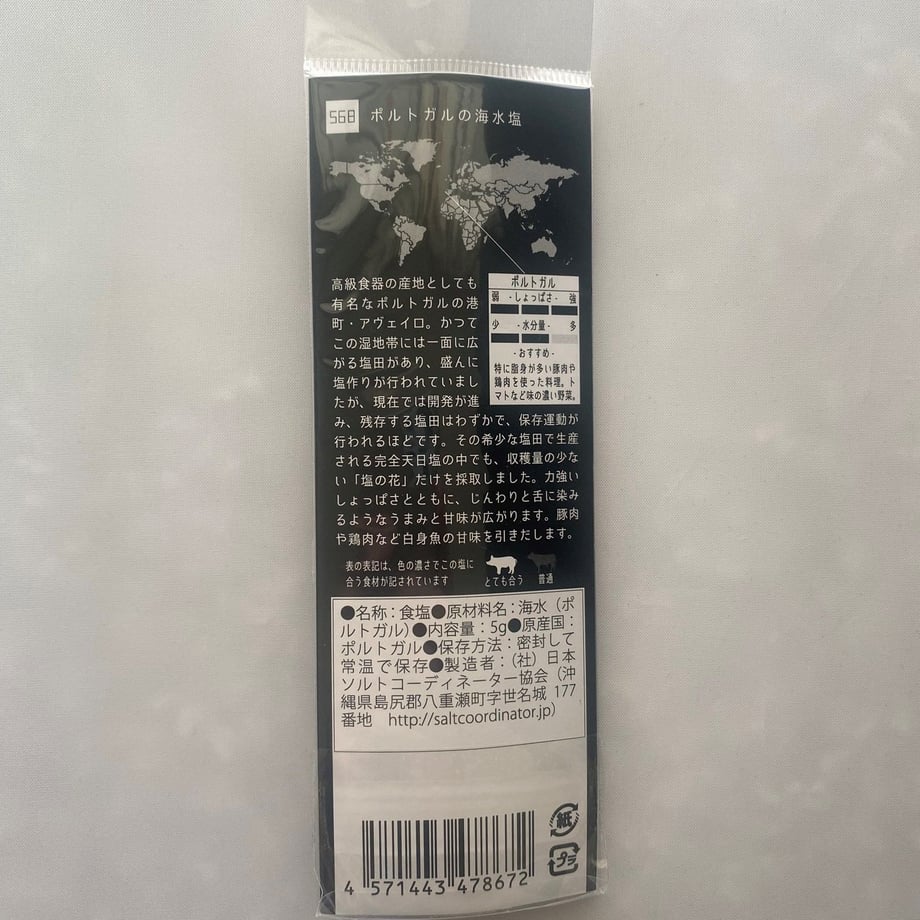 568 ポルトガルの海水塩
高級食器の産地としても
有名なポルトガルの港
町・アヴェイロ。かつて
この湿地帯には一面に広
がる塩田があり、盛んに
塩作りが行われていまし
たが、現在では開発が進
み、残存する塩田はわずかで、保存運動が
行われるほどです。その希少な塩田で生産
される完全天日塩の中でも、収穫量の少な
い「塩の花」だけを採取しました。力強い
しょっぱさとともに、じんわりと舌に染み
るようなうまみと甘味が広がります。豚肉
や鶏肉など白身魚の甘味を引きだします。
ポルトガル
弱 - しょっぱさ - 強
少 - 水分量 - 多
- おすすめ -
特に脂身が多い豚肉や
鶏肉を使った料理。ト
マトなど味の濃い野菜。
表の表記は、色の濃さでこの塩に
合う食材が記されています
とても合う 普通
●名称：食塩●原材料名：海水（ポ
ルトガル）●内容量：5g●原産国：
ポルトガル●保存方法：密封して
常温で保存●製造者：（社）日本
ソルトコーディネーター協会（沖
縄県島尻郡八重瀬町字世名城 177
番地 http://saltcoordinator.jp）
紙
プラ
4 571443 478672